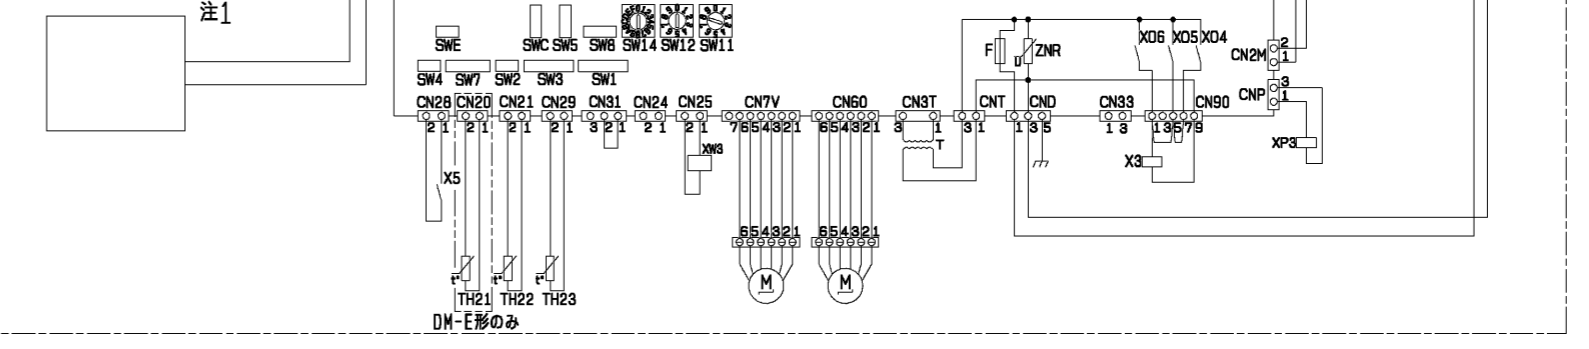 注1
SWE SWC SW5 SW8 SW14 SW12 SW11
F ZNR X06 X05 X04
U
CN2M 2
1
SW4 SW7 SW2 SW3 SW1
CN28 CN20 CN21 CN29 CN31 CN24 CN25 CN7V CN60 CN3T CNT CND CN33 CN90 CNP 3
1
2 1 2 1 2 1 2 1 3 2 1 2 1 2 1 7 6 5 4 3 2 1 6 5 4 3 2 1 3 1 3 1 1 3 5 1 3 1 3 5 7 9
T
XW3 X3 XP3
X5
6 5 4 3 2 1 6 5 4 3 2 1
t° t° t° M M
TH21 TH22 TH23
DM-E形のみ